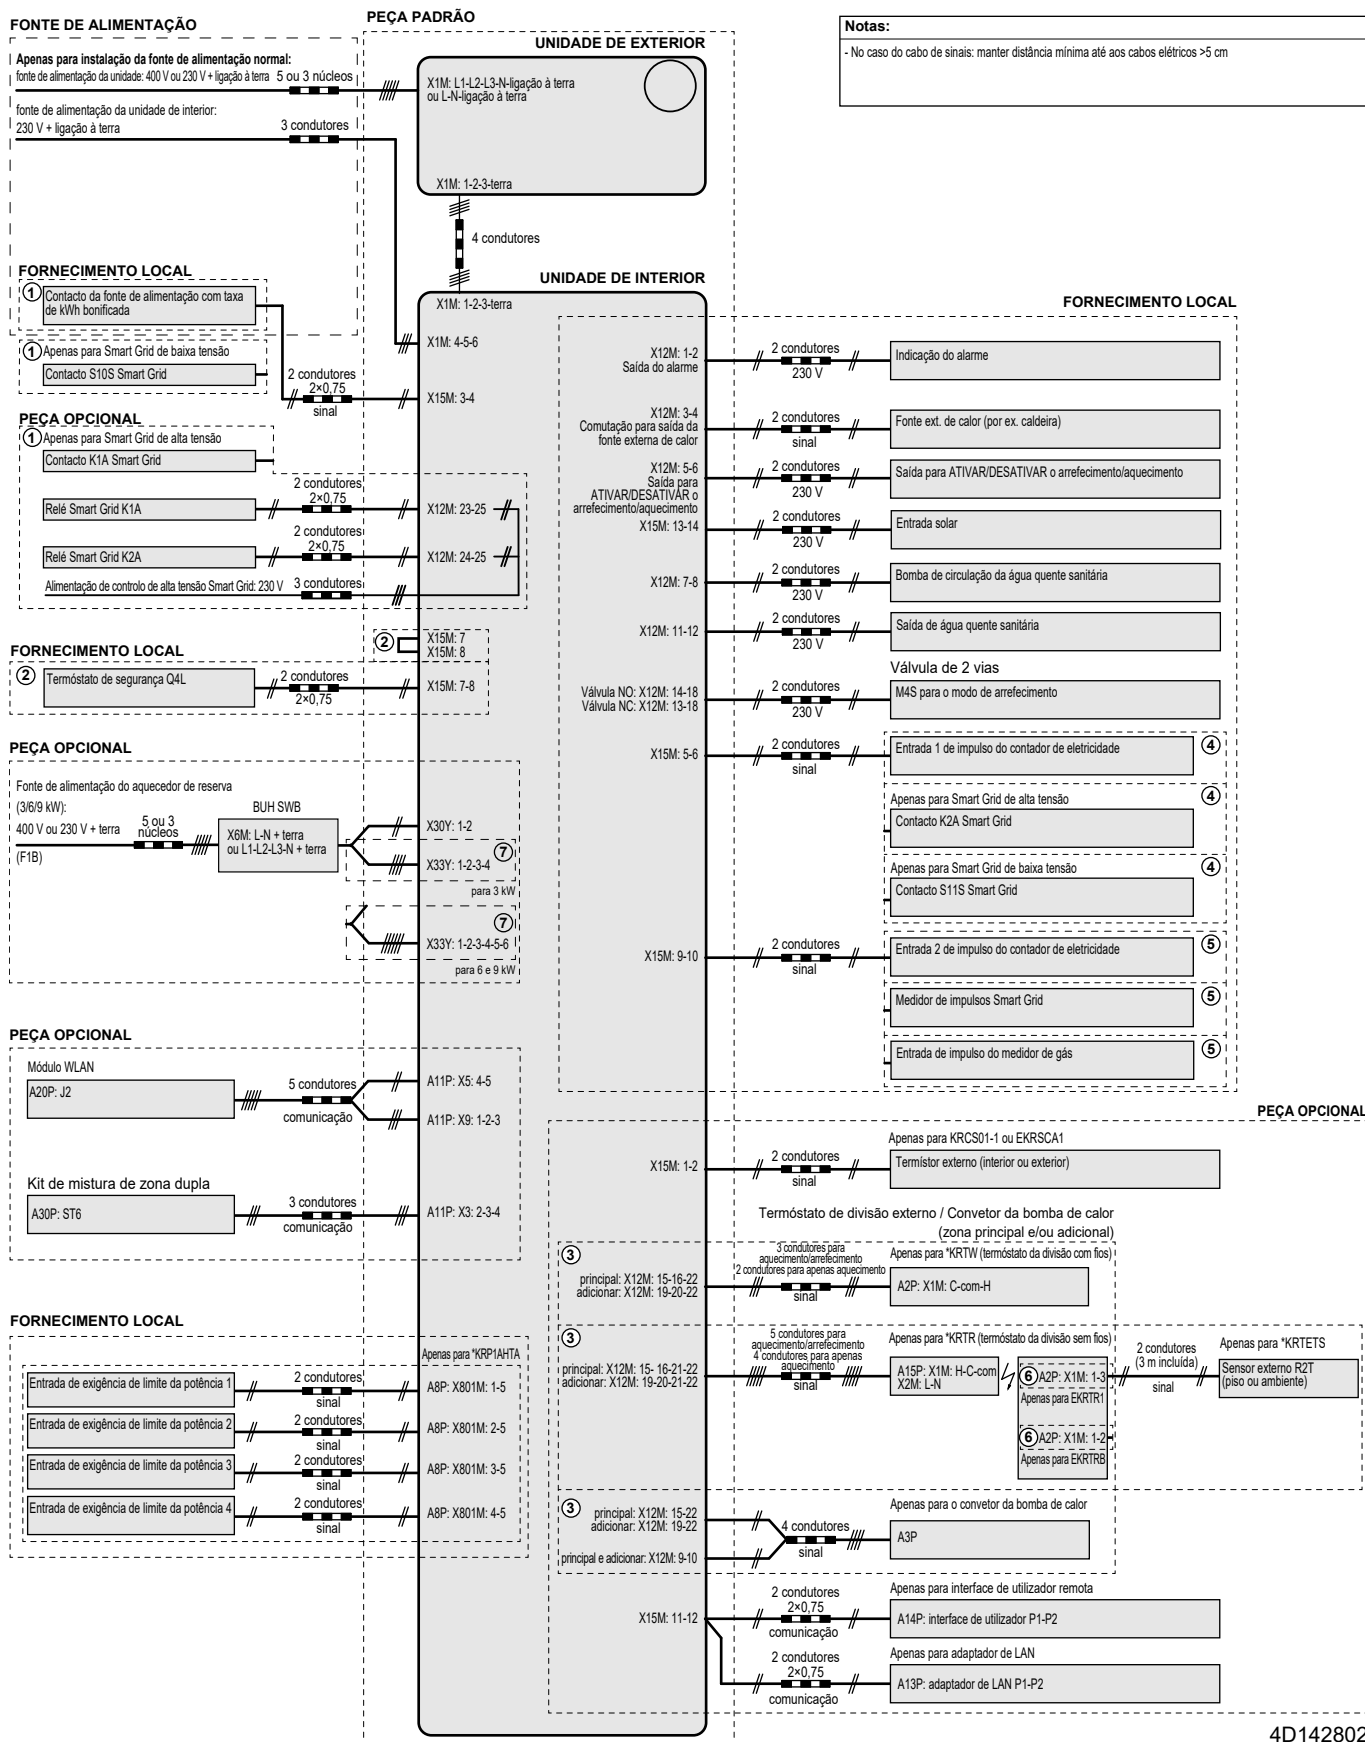 FONTE DE ALIMENTAÇÃO
Apenas para instalação da fonte de alimentação normal:
fonte de alimentação da unidade: 400 V ou 230 V + ligação à terra
5 ou 3 núcleos
fonte de alimentação da unidade de interior:
230 V + ligação à terra
3 condutores
PEÇA PADRÃO
UNIDADE DE EXTERIOR
X1M: L1-L2-L3-N-ligação à terra
ou L-N-ligação à terra
X1M: 1-2-3-terra
4 condutores
Notas:
- No caso do cabo de sinais: manter distância mínima até aos cabos elétricos >5 cm
UNIDADE DE INTERIOR
X1M: 1-2-3-terra
FORNECIMENTO LOCAL
1
Contacto da fonte de alimentação com taxa
de kWh bonificada
X1M: 4-5-6
1
Apenas para Smart Grid de baixa tensão
Contacto S10S Smart Grid
2 condutores
2×0,75
sinal
X15M: 3-4
PEÇA OPCIONAL
1
Apenas para Smart Grid de alta tensão
Contacto K1A Smart Grid
2 condutores
2×0,75
Relé Smart Grid K1A
X12M: 23-25
2 condutores
2×0,75
Relé Smart Grid K2A
X12M: 24-25
Alimentação de controlo de alta tensão Smart Grid: 230 V
3 condutores
2
X15M: 7
X15M: 8
FORNECIMENTO LOCAL
2
Termóstato de segurança Q4L
2 condutores
2×0,75
X15M: 7-8
PEÇA OPCIONAL
Fonte de alimentação do aquecedor de reserva
(3/6/9 kW):
400 V ou 230 V + terra
(F1B)
5 ou 3
núcleos
BUH SWB
X6M: L-N + terra
ou L1-L2-L3-N + terra
X30Y: 1-2
7
X33Y: 1-2-3-4
para 3 kW
7
X33Y: 1-2-3-4-5-6
para 6 e 9 kW
PEÇA OPCIONAL
Módulo WLAN
A20P: J2
5 condutores
comunicação
A11P: X5: 4-5
A11P: X9: 1-2-3
Kit de mistura de zona dupla
A30P: ST6
3 condutores
comunicação
A11P: X3: 2-3-4
FORNECIMENTO LOCAL
Apenas para *KRP1AHTA
Entrada de exigência de limite da potência 1
2 condutores
sinal
A8P: X801M: 1-5
Entrada de exigência de limite da potência 2
2 condutores
sinal
A8P: X801M: 2-5
Entrada de exigência de limite da potência 3
2 condutores
sinal
A8P: X801M: 3-5
Entrada de exigência de limite da potência 4
2 condutores
sinal
A8P: X801M: 4-5
FORNECIMENTO LOCAL
X12M: 1-2
Saída do alarme
2 condutores
230 V
Indicação do alarme
X12M: 3-4
Comutação para saída da
fonte externa de calor
2 condutores
sinal
Fonte ext. de calor (por ex. caldeira)
X12M: 5-6
Saída para
ATIVAR/DESATIVAR o
arrefecimento/aquecimento
2 condutores
230 V
Saída para ATIVAR/DESATIVAR o arrefecimento/aquecimento
X15M: 13-14
2 condutores
230 V
Entrada solar
X12M: 7-8
2 condutores
230 V
Bomba de circulação da água quente sanitária
X12M: 11-12
2 condutores
230 V
Saída de água quente sanitária
Válvula de 2 vias
Válvula NO: X12M: 14-18
Válvula NC: X12M: 13-18
2 condutores
230 V
M4S para o modo de arrefecimento
X15M: 5-6
2 condutores
sinal
Entrada 1 de impulso do contador de eletricidade
4
Apenas para Smart Grid de alta tensão
4
Contacto K2A Smart Grid
Apenas para Smart Grid de baixa tensão
4
Contacto S11S Smart Grid
X15M: 9-10
2 condutores
sinal
Entrada 2 de impulso do contador de eletricidade
5
Medidor de impulsos Smart Grid
5
Entrada de impulso do medidor de gás
5
PEÇA OPCIONAL
Apenas para KRCS01-1 ou EKRSCA1
X15M: 1-2
2 condutores
sinal
Termístor externo (interior ou exterior)
Termóstato de divisão externo / Convetor da bomba de calor
(zona principal e/ou adicional)
3
principal: X12M: 15-16-22
adicionar: X12M: 19-20-22
3 condutores para
aquecimento/arrefecimento
2 condutores para apenas aquecimento
sinal
Apenas para *KRTW (termóstato da divisão com fios)
A2P: X1M: C-com-H
3
principal: X12M: 15- 16-21-22
adicionar: X12M: 19-20-21-22
5 condutores para
aquecimento/arrefecimento
4 condutores para apenas
aquecimento
sinal
Apenas para *KRTR (termóstato da divisão sem fios)
A15P: X1M: H-C-com
X2M: L-N
6
A2P: X1M: 1-3
Apenas para EKRTR1
6
A2P: X1M: 1-2
Apenas para EKRTRB
2 condutores
(3 m incluída)
sinal
Apenas para *KRTETS
Sensor externo R2T
(piso ou ambiente)
3
principal: X12M: 15-22
adicionar: X12M: 19-22
principal e adicionar: X12M: 9-10
4 condutores
sinal
Apenas para o convetor da bomba de calor
A3P
X15M: 11-12
2 condutores
2×0,75
comunicação
Apenas para interface de utilizador remota
A14P: interface de utilizador P1-P2
2 condutores
2×0,75
comunicação
Apenas para adaptador de LAN
A13P: adaptador de LAN P1-P2
4D142802